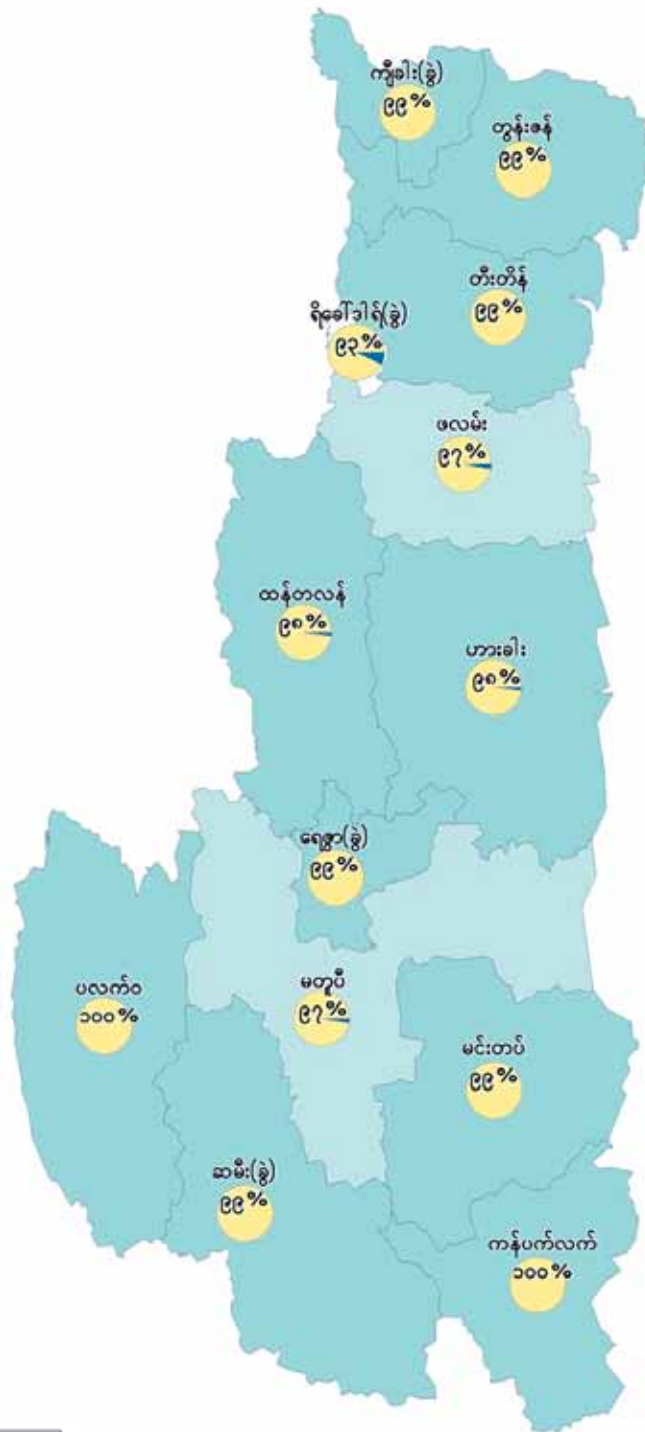 ကျီခါး(ခွဲ)
၉၉%
တွန်းဇန်
၉၉%
တီးတိန်
၉၉%
ရိခေါ်ဒါရ်(ခွဲ)
၉၃%
ဖလမ်း
၉၇%
ထန်တလန်
၉၈%
ဟားခါး
၉၈%
ရေဇွာ(ခွဲ)
၉၉%
ပလက်ဝ
၁၀၀%
မတူပီ
၉၇%
မင်းတပ်
၉၉%
ဆမီး(ခွဲ)
၉၉%
ကန်ပက်လက်
၁၀၀%